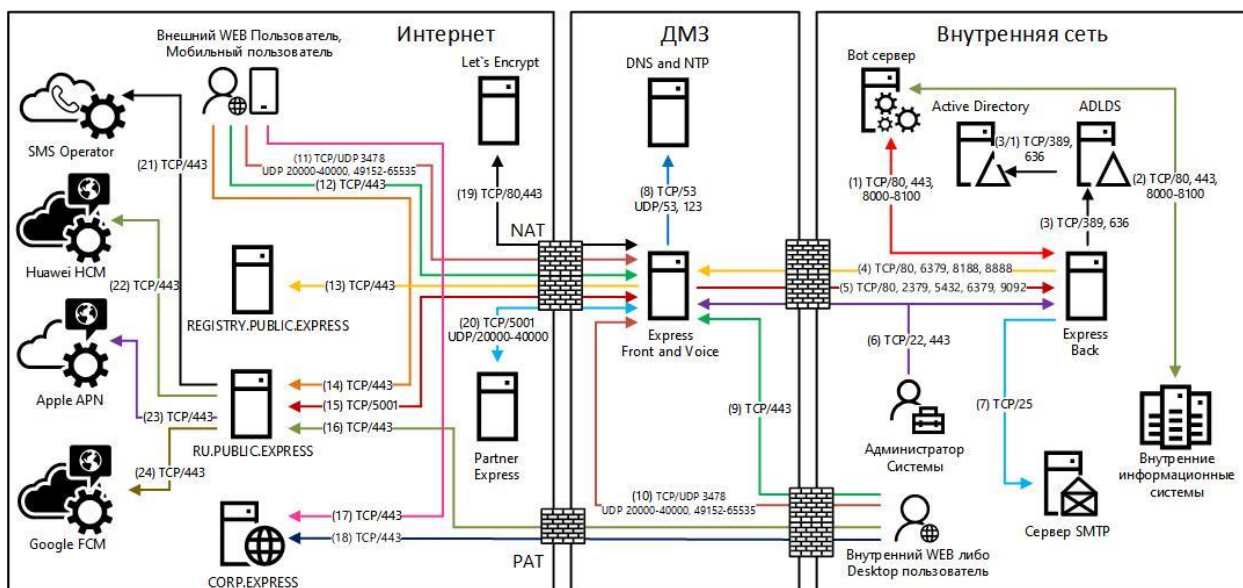 Интернет
ДМЗ
Внутренняя сеть
Внешний WEB Пользователь,
Мобильный пользователь
Let`s Encrypt
DNS and NTP
Bot сервер
Active Directory
ADLDS
SMS Operator
(21) TCP/443
(11) TCP/UDP 3478
UDP 20000-40000, 49152-65535
(12) TCP/443
(19) TCP/80,443
(8) TCP/53
UDP/53, 123
(1) TCP/80, 443,
8000-8100
(3/1) TCP/389,
636
(2) TCP/80, 443,
8000-8100
(3) TCP/389, 636
NAT
Huawei HCM
(22) TCP/443
(13) TCP/443
REGISTRY.PUBLIC.EXPRESS
(4) TCP/80, 6379, 8188, 8888
(5) TCP/80, 2379, 5432, 6379, 9092
(20) TCP/5001
UDP/20000-40000
Express
Front and Voice
Express
Back
(6) TCP/22, 443
Apple APN
(14) TCP/443
(15) TCP/5001
(16) TCP/443
(23) TCP/443
RU.PUBLIC.EXPRESS
Partner
Express
(9) TCP/443
(7) TCP/25
Администратор
Системы
Внутренние
информационные
системы
(24) TCP/443
Google FCM
(10) TCP/UDP 3478
UDP 20000-40000, 49152-65535
(17) TCP/443
(18) TCP/443
Сервер SMTP
PAT
CORP.EXPRESS
Внутренний WEB либо
Desktop пользователь